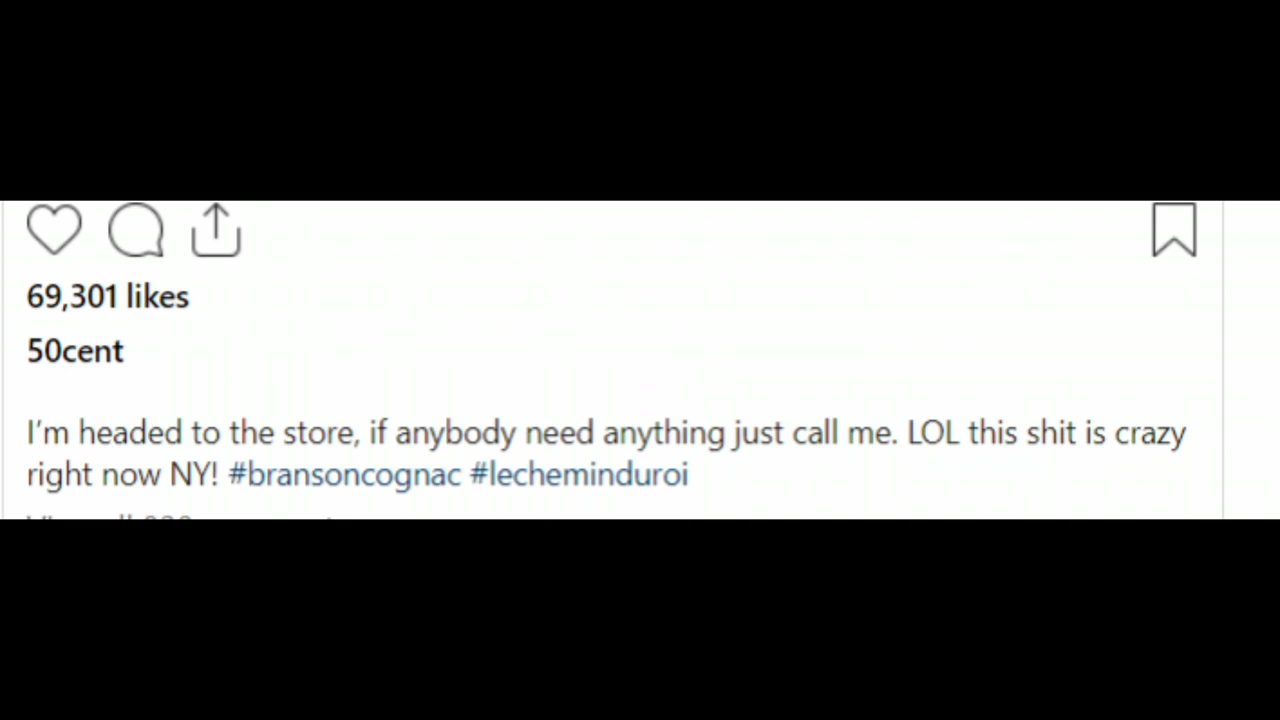 69,301 likes
50cent
I'm headed to the store, if anybody need anything just call me. LOL this shit is crazy
right now NY! #bransoncognac #lecheminduroi